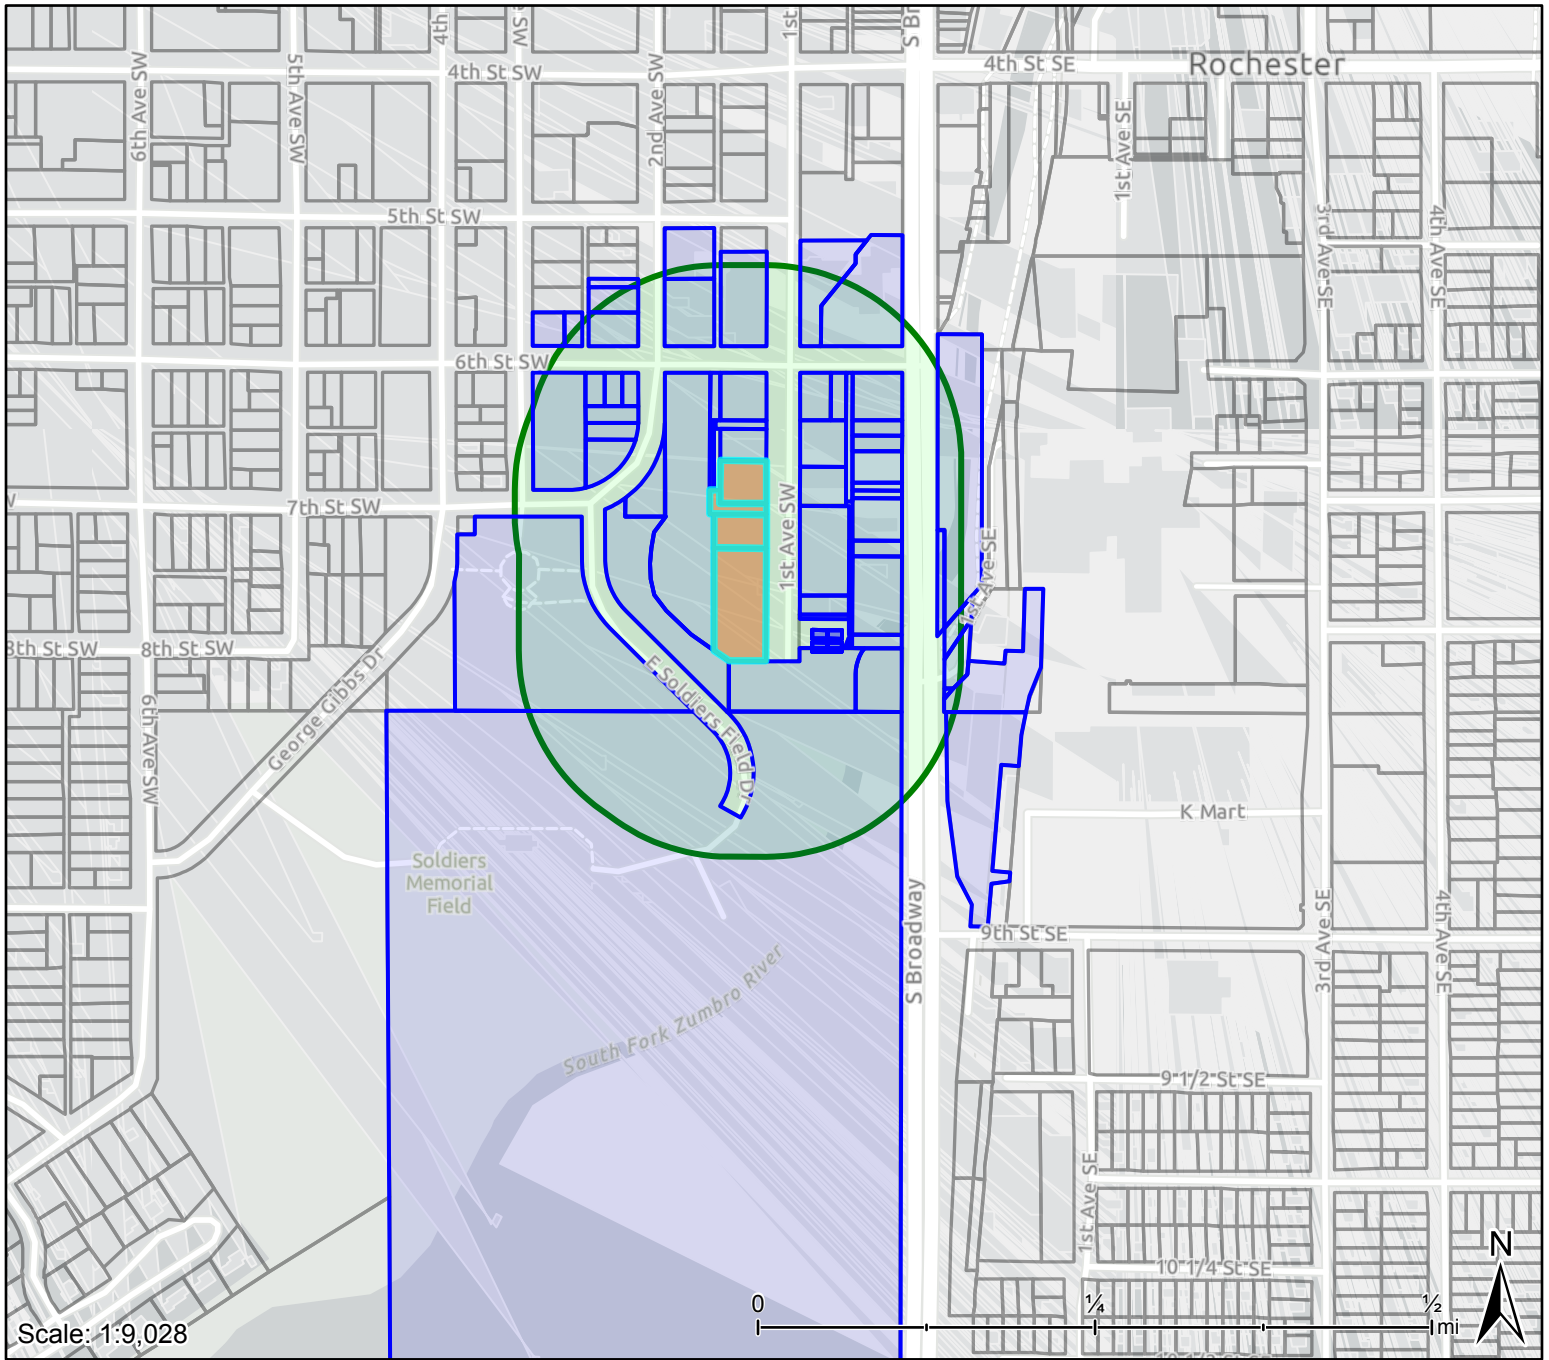 4th
SW
1st
S Br
4th St SW
4th St SE
Rochester
6th Ave SW
5th Ave SW
2nd Ave SW
1st Ave SE
5th St SW
3rd Ave SE
4th Ave SE
6th St SW
7th St SW
1st Ave SW
1st Ave SE
8th St SW
E Soldiers Field Dr
George Gibbs Dr
6th Ave SW
K Mart
Soldiers
Memorial
Field
S Broadway
9th St SE
3rd Ave SE
4th Ave SE
South Fork Zumbro River
9 1/2 St SE
1st Ave SE
10 1/4 St SE
N
0
¼
½
mi
Scale: 1:9,028